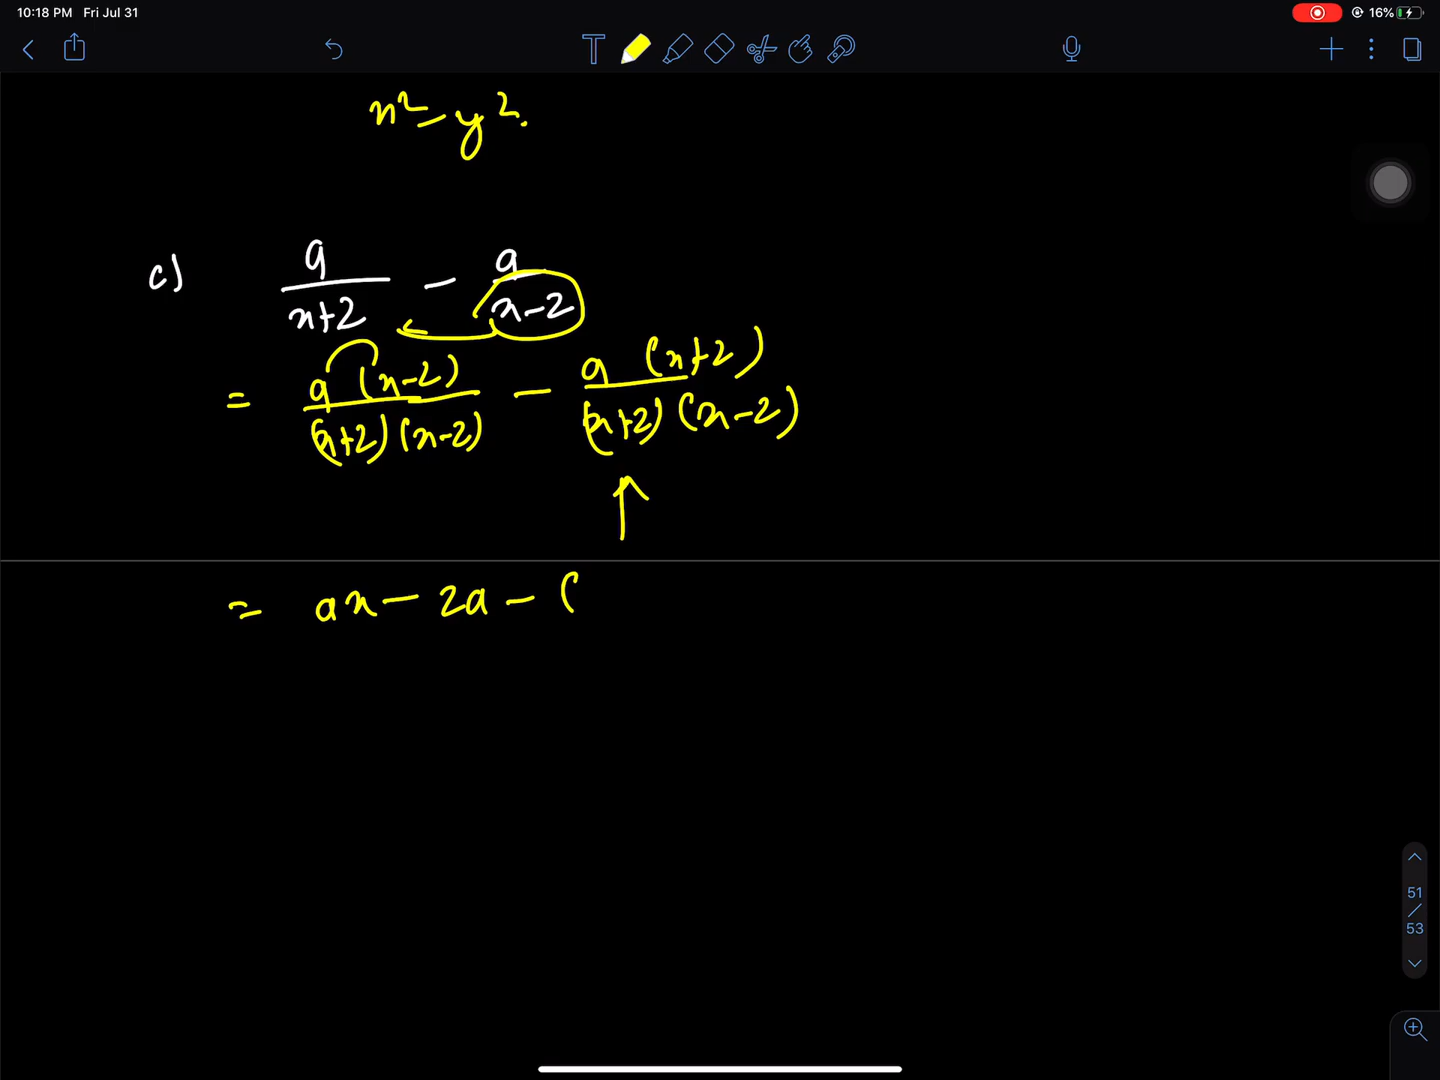 10:18 PM Fri Jul 31
16%
T
x² - y².
c) a/(x+2) - a/(x-2)
= a (x-2)/(x+2)(x-2) - a (x+2)/(x+2)(x-2)
= ax - 2a - (
51
/
53